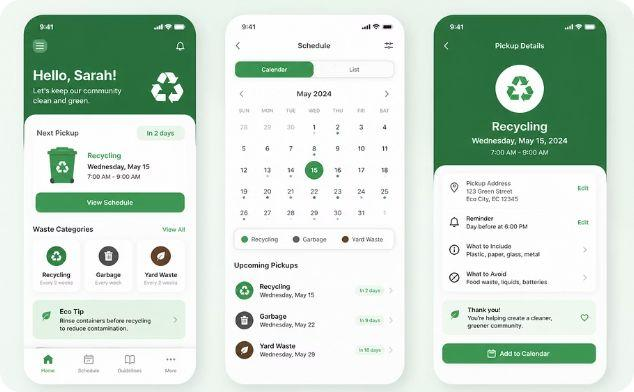 9:41
Hello, Sarah!
Let's keep our community
clean and green.
Next Pickup
In 2 days
Recycling
Wednesday, May 15
7:00 AM - 9:00 AM
View Schedule
Waste Categories
View All
Recycling
Every 2 weeks
Garbage
Every week
Yard Waste
Every 2 weeks
Eco Tip
Rinse containers before recycling
to reduce contamination.
Home
Schedule
Guidelines
More
9:41
Schedule
Calendar
List
May 2024
SUN MON TUE WED THU FRI SAT
28 29 30 1 2 3 4
5 6 7 8 9 10 11
12 13 14 15 16 17 18
19 20 21 22 23 24 25
26 27 28 29 30 31
Recycling
Garbage
Yard Waste
Upcoming Pickups
Recycling
Wednesday, May 15
In 2 days
Garbage
Wednesday, May 22
In 9 days
Yard Waste
Wednesday, May 29
In 16 days
9:41
Pickup Details
Recycling
Wednesday, May 15, 2024
7:00 AM - 9:00 AM
Pickup Address
123 Green Street
Eco City, EC 12345
Edit
Reminder
Day before at 6:00 PM
Edit
What to Include
Plastic, paper, glass, metal
What to Avoid
Food waste, liquids, batteries
Thank you!
You're helping create a cleaner,
greener community.
Add to Calendar